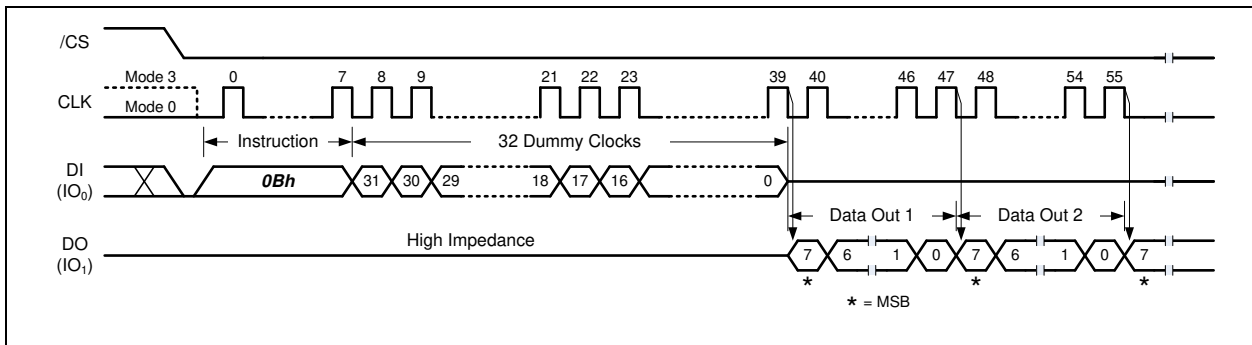 /CS
Mode 3 0 7 8 9 21 22 23 39 40 46 47 48 54 55
CLK
Mode 0
Instruction 32 Dummy Clocks
DI
(IO₀)
0Bh 31 30 29 18 17 16 0
Data Out 1 Data Out 2
DO
(IO₁)
High Impedance
7 6 1 0 7 6 1 0 7
* * *
* = MSB